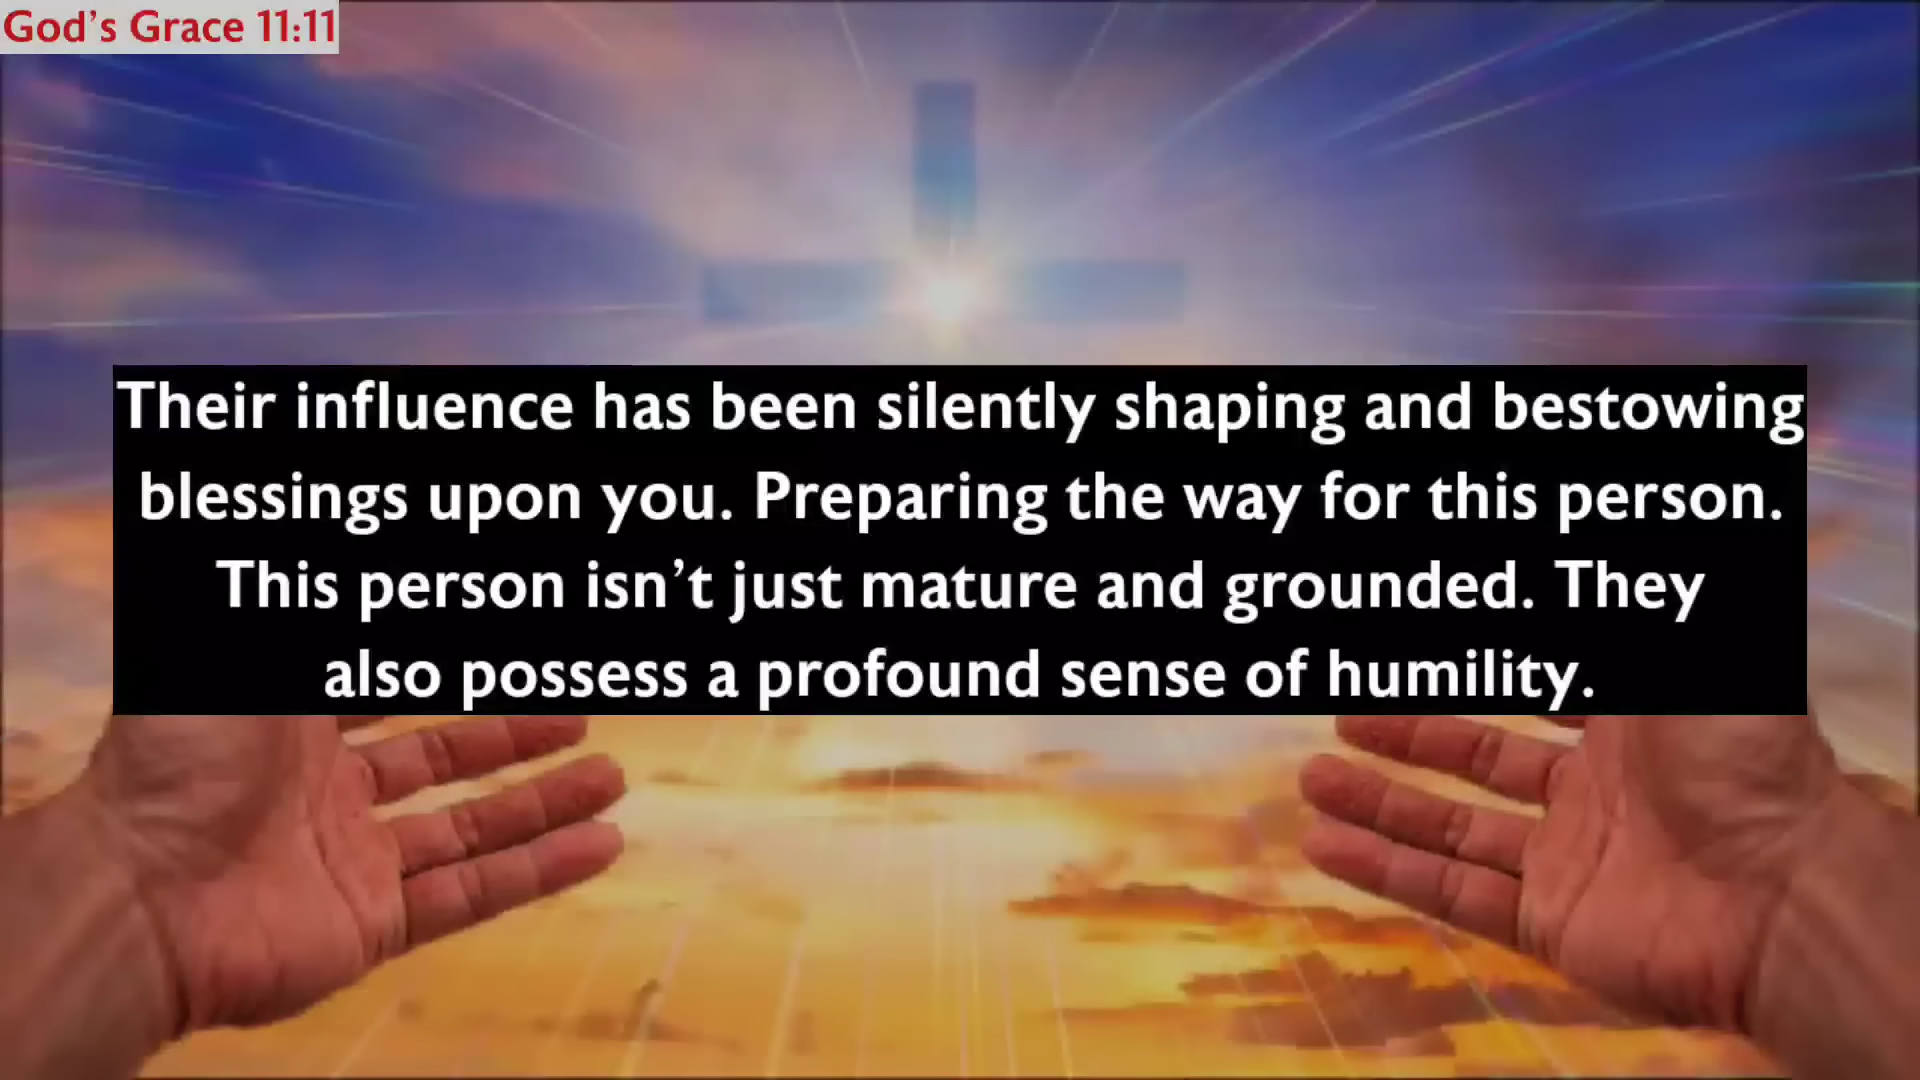 God’s Grace 11:11
Their influence has been silently shaping and bestowing
blessings upon you. Preparing the way for this person.
This person isn’t just mature and grounded. They
also possess a profound sense of humility.